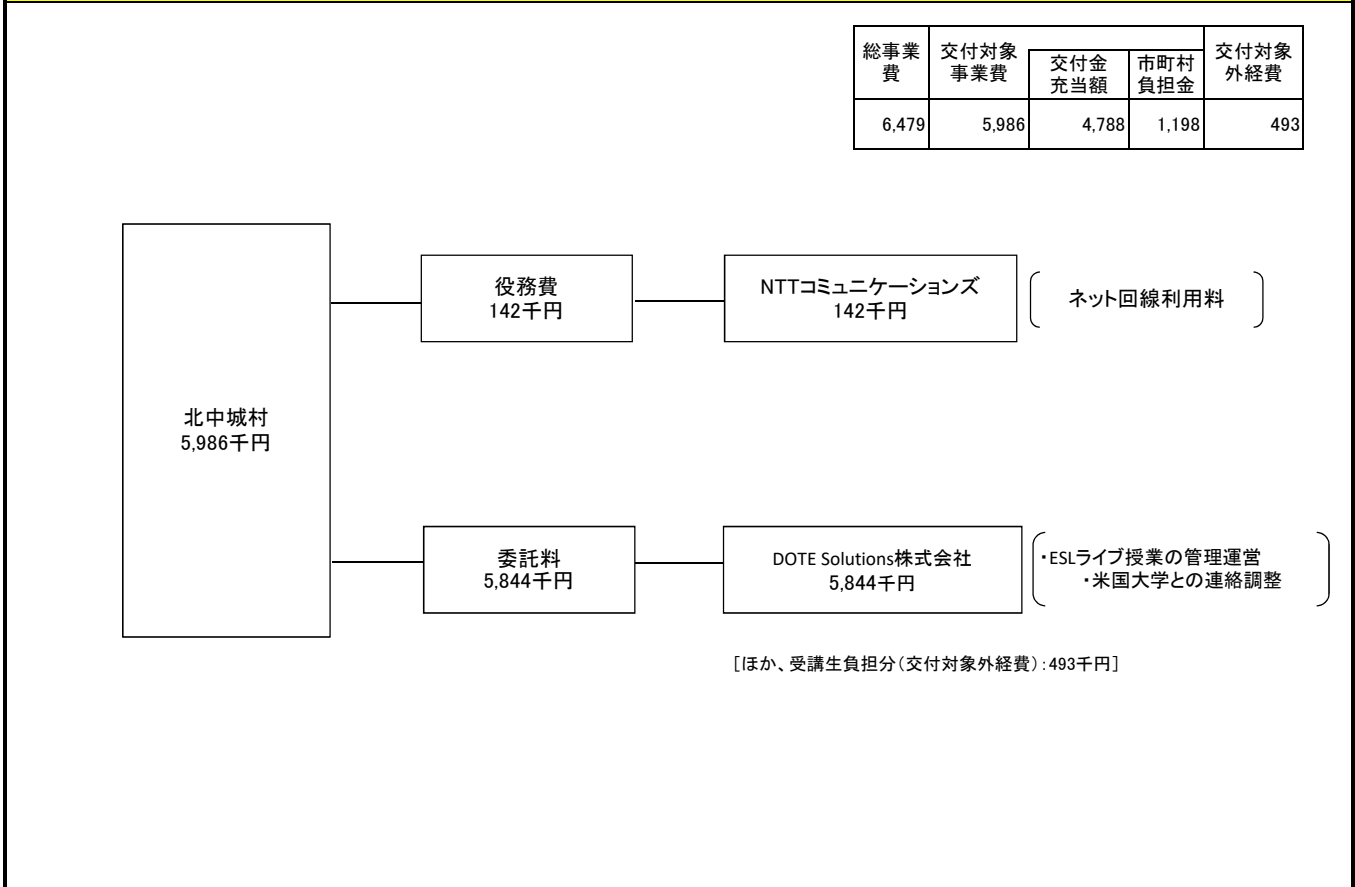 総事業
費
交付対象
事業費
交付金
充当額
市町村
負担金
交付対象
外経費
6,479
5,986
4,788
1,198
493
役務費
142千円
NTTコミュニケーションズ
142千円
ネット回線利用料
北中城村
5,986千円
委託料
5,844千円
DOTE Solutions株式会社
5,844千円
・ESLライブ授業の管理運営
・米国大学との連絡調整
[ほか、受講生負担分(交付対象外経費):493千円]